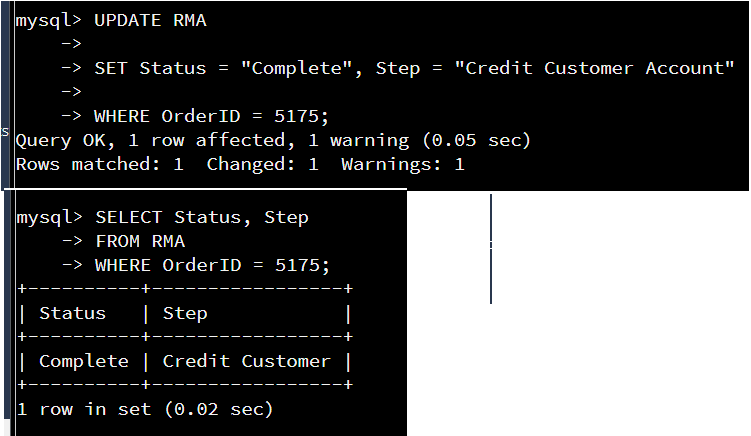 mysql> UPDATE RMA
    ->
    -> SET Status = "Complete", Step = "Credit Customer Account"
    ->
    -> WHERE OrderID = 5175;
Query OK, 1 row affected, 1 warning (0.05 sec)
Rows matched: 1  Changed: 1  Warnings: 1
mysql> SELECT Status, Step
    -> FROM RMA
    -> WHERE OrderID = 5175;
+----------+-----------------+
| Status   | Step            |
+----------+-----------------+
| Complete | Credit Customer |
+----------+-----------------+
1 row in set (0.02 sec)